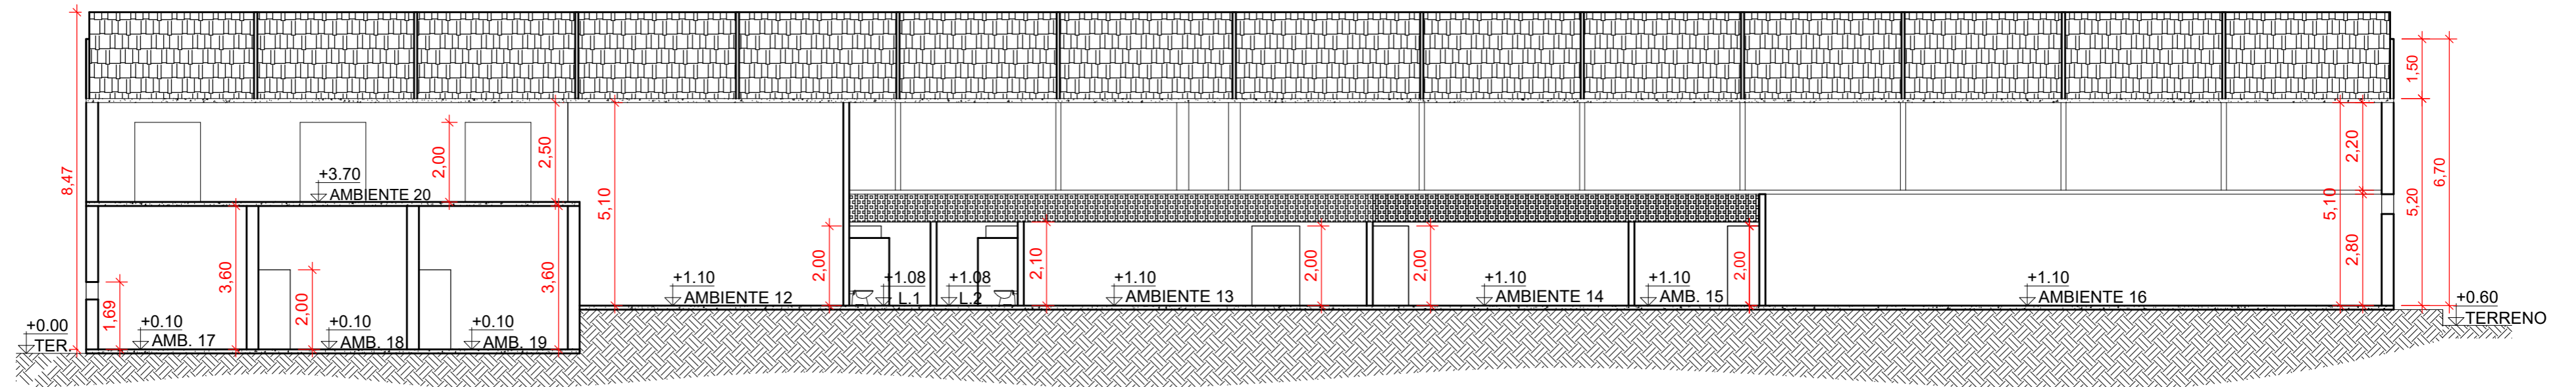 8,47
+3.70
AMBIENTE 20
2,00
2,50
5,10
1,50
6,70
2,20
5,10
5,20
2,80
+0.00
TER.
1,69
+0.10
AMB. 17
3,60
2,00
+0.10
AMB. 18
+0.10
AMB. 19
3,60
+1.10
AMBIENTE 12
2,00
+1.08
L.1
+1.08
L.2
2,10
+1.10
AMBIENTE 13
2,00
2,00
+1.10
AMBIENTE 14
+1.10
AMB. 15
2,00
+1.10
AMBIENTE 16
+0.60
TERRENO